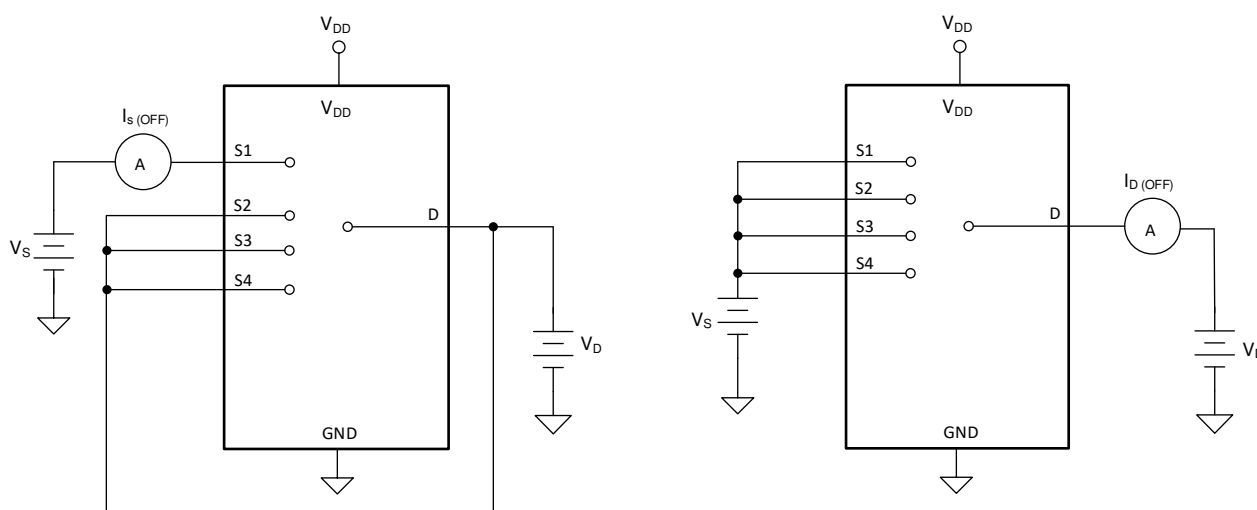 VDD
VDD
IS (OFF)
A
S1
S2
S3
S4
D
VS
VD
GND
VDD
VDD
S1
S2
S3
S4
D
ID (OFF)
A
VS
GND